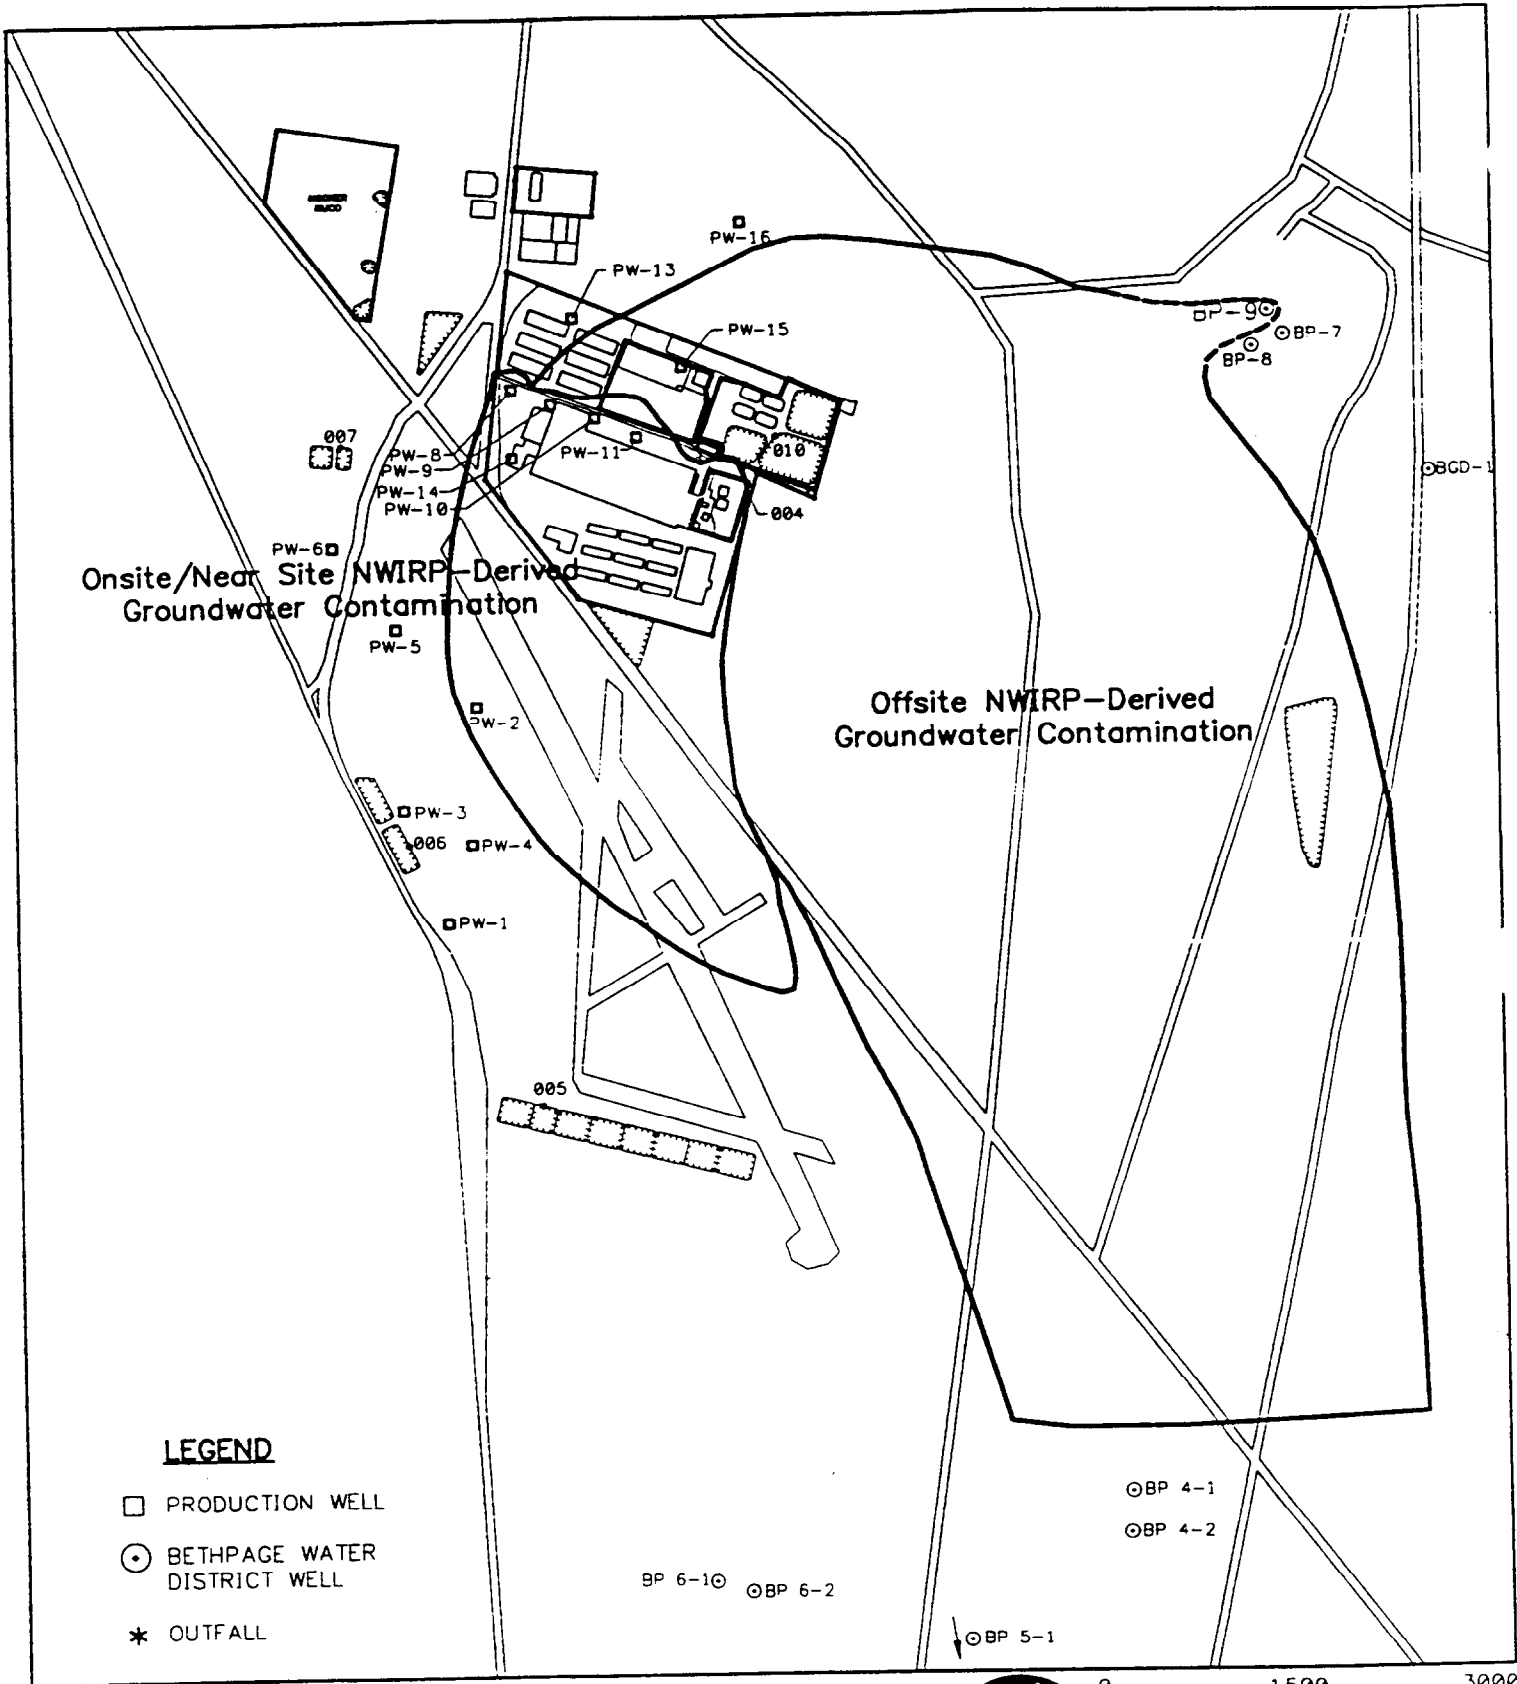 PW-16
PW-13
PW-15
BP-9
BP-7
BP-8
007
PW-8
PW-9
PW-11
010
BGD-1
PW-14
PW-10
004
PW-6
Onsite/Near Site NWIRP-Derived
Groundwater Contamination
PW-5
Offsite NWIRP-Derived
Groundwater Contamination
PW-2
PW-3
006
PW-4
PW-1
005
LEGEND
PRODUCTION WELL
BETHPAGE WATER
DISTRICT WELL
OUTFALL
BP 4-1
BP 4-2
BP 6-1
BP 6-2
BP 5-1
0 1500 3000